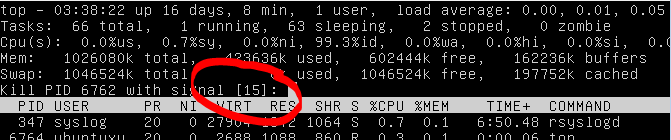 top - 03:38:22 up 16 days, 8 min, 1 user, load average: 0.00, 0.01, 0.05
Tasks: 66 total, 1 running, 63 sleeping, 2 stopped, 0 zombie
Cpu(s): 0.0%us, 0.7%sy, 0.0%ni, 99.3%id, 0.0%wa, 0.0%hi, 0.0%si, 0.
Mem: 1026080k total, 423636k used, 602444k free, 162236k buffers
Swap: 1046524k total, used, 1046524k free, 197752k cached
Kill PID 6762 with signal [15]:
PID USER PR NI VIRT RES SHR S %CPU %MEM TIME+ COMMAND
347 syslog 20 0 1064 S 0.7 0.1 6:50.48 rsyslogd
6764 ubuntuxu 20 0 2688 1088 860 R 0.3 0.1 0:00.06 top